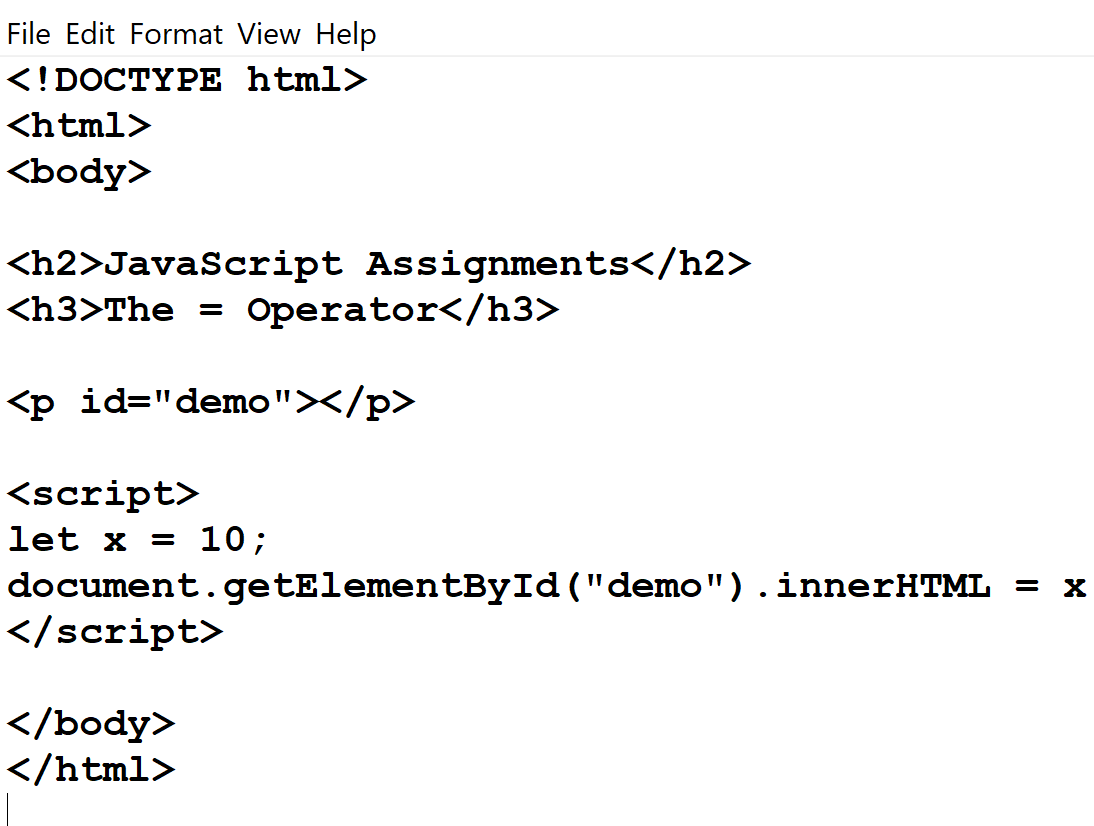 File Edit Format View Help
<!DOCTYPE html>
<html>
<body>
<h2>JavaScript Assignments</h2>
<h3>The = Operator</h3>
<p id="demo"></p>
<script>
let x = 10;
document.getElementById("demo").innerHTML = x
</script>
</body>
</html>